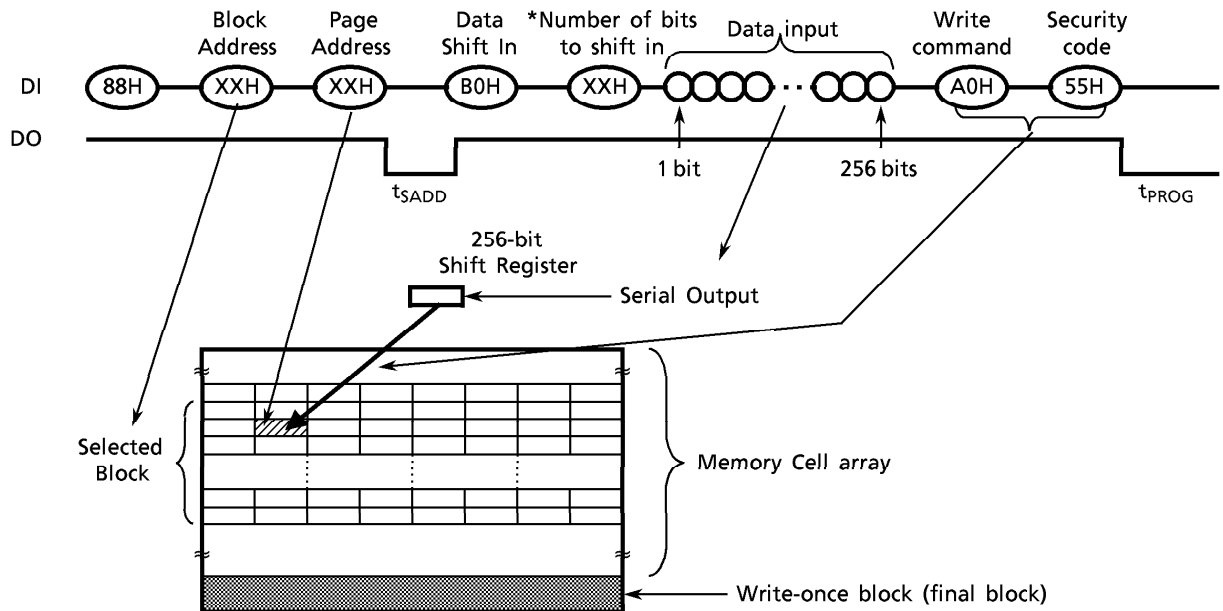 Block Address
Page Address
Data Shift In
*Number of bits to shift in
Data input
Write command
Security code
DI
88H
XXH
XXH
B0H
XXH
A0H
55H
DO
tSADD
1 bit
256 bits
tPROG
256-bit
Shift Register
Serial Output
Selected
Block
Memory Cell array
Write-once block (final block)